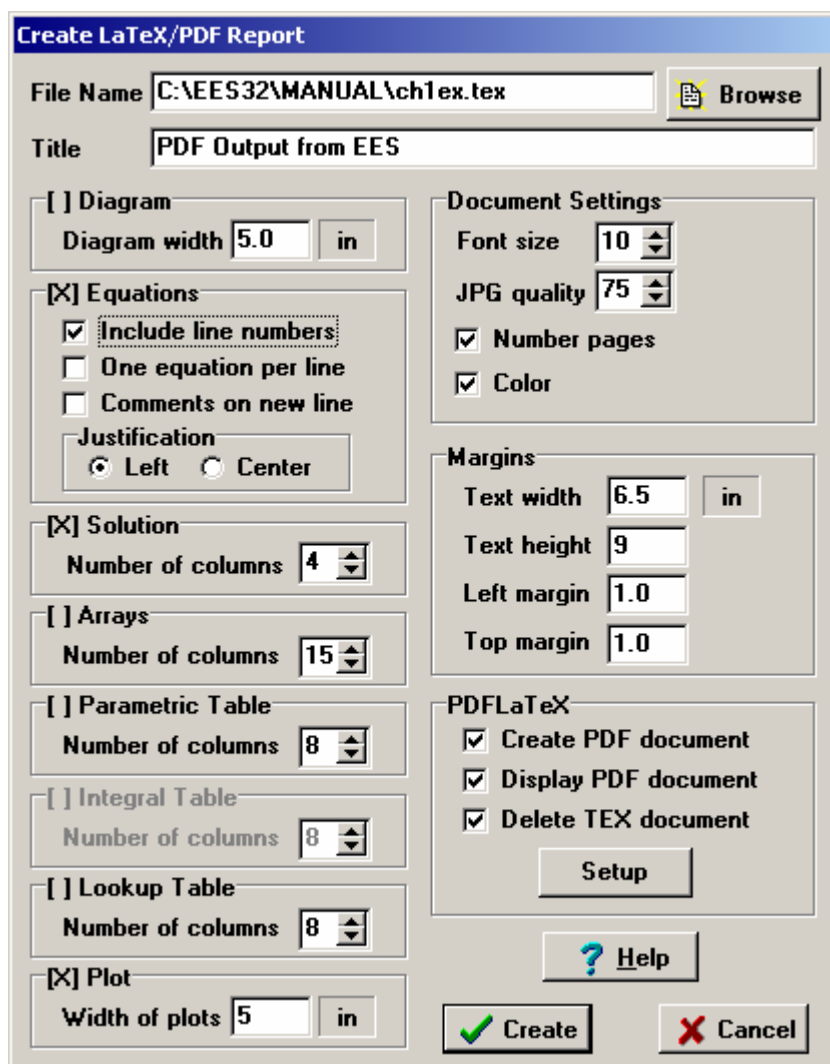 Create LaTeX/PDF Report
File Name C:\EES32\MANUAL\ch1ex.tex Browse
Title PDF Output from EES
[ ] Diagram
Diagram width 5.0 in
[X] Equations
Include line numbers
One equation per line
Comments on new line
Justification
Left Center
[X] Solution
Number of columns 4
[ ] Arrays
Number of columns 15
[ ] Parametric Table
Number of columns 8
[ ] Integral Table
Number of columns 8
[ ] Lookup Table
Number of columns 8
[X] Plot
Width of plots 5 in
Document Settings
Font size 10
JPG quality 75
Number pages
Color
Margins
Text width 6.5 in
Text height 9
Left margin 1.0
Top margin 1.0
PDFLaTeX
Create PDF document
Display PDF document
Delete TEX document
Setup
? Help
Create Cancel